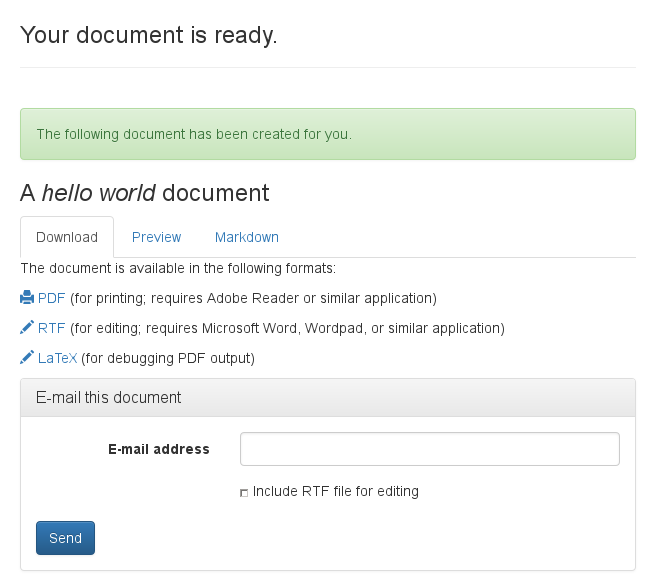 Your document is ready.
The following document has been created for you.
A hello world document
Download Preview Markdown
The document is available in the following formats:
PDF (for printing; requires Adobe Reader or similar application)
RTF (for editing; requires Microsoft Word, Wordpad, or similar application)
LaTeX (for debugging PDF output)
E-mail this document
E-mail address
Include RTF file for editing
Send